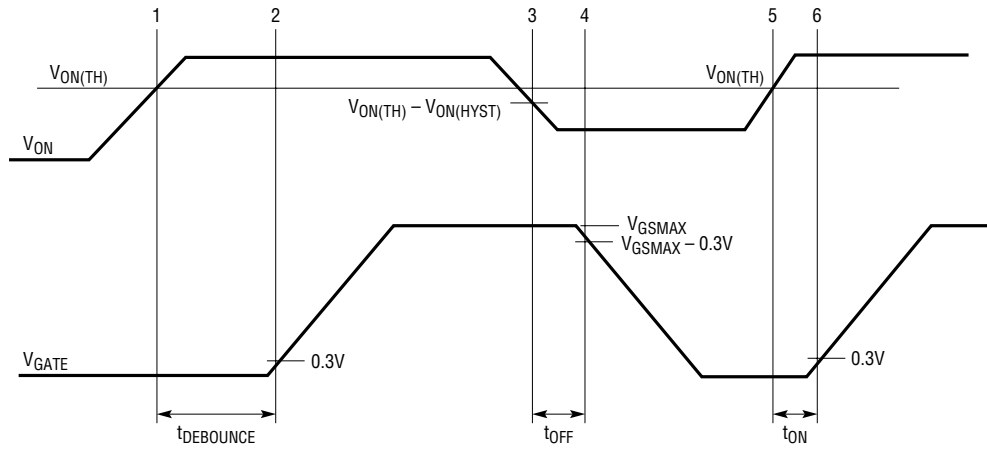 1 2 3 4 5 6
VON(TH) VON(TH)
VON(TH) – VON(HYST)
VON
VGSMAX
VGSMAX – 0.3V
VGATE 0.3V 0.3V
tDEBOUNCE tOFF tON